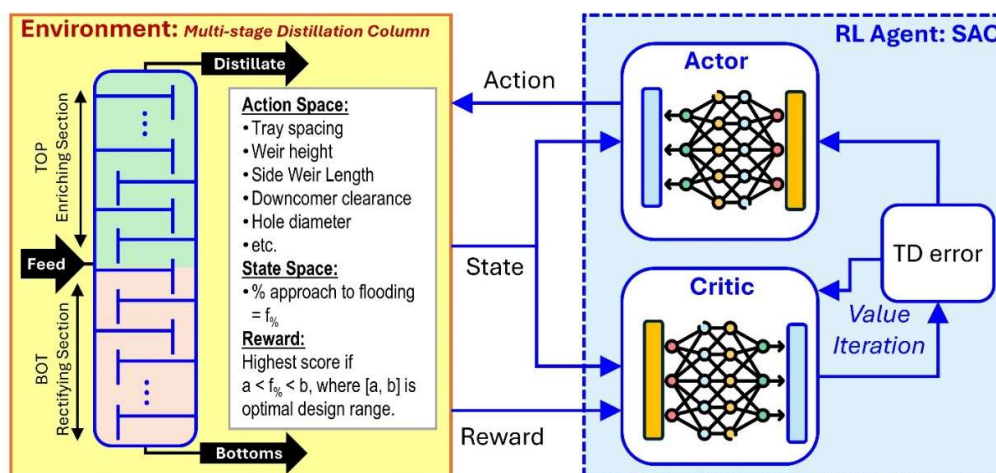 Environment: Multi-stage Distillation Column
Distillate
TOP
Enriching Section
Feed
BOT
Rectifying Section
Bottoms
Action Space:
• Tray spacing
• Weir height
• Side Weir Length
• Downcomer clearance
• Hole diameter
• etc.
State Space:
• % approach to flooding
= f%
Reward:
Highest score if
a < f% < b, where [a, b] is
optimal design range.
Action
State
Reward
RL Agent: SAC
Actor
Critic
TD error
Value
Iteration